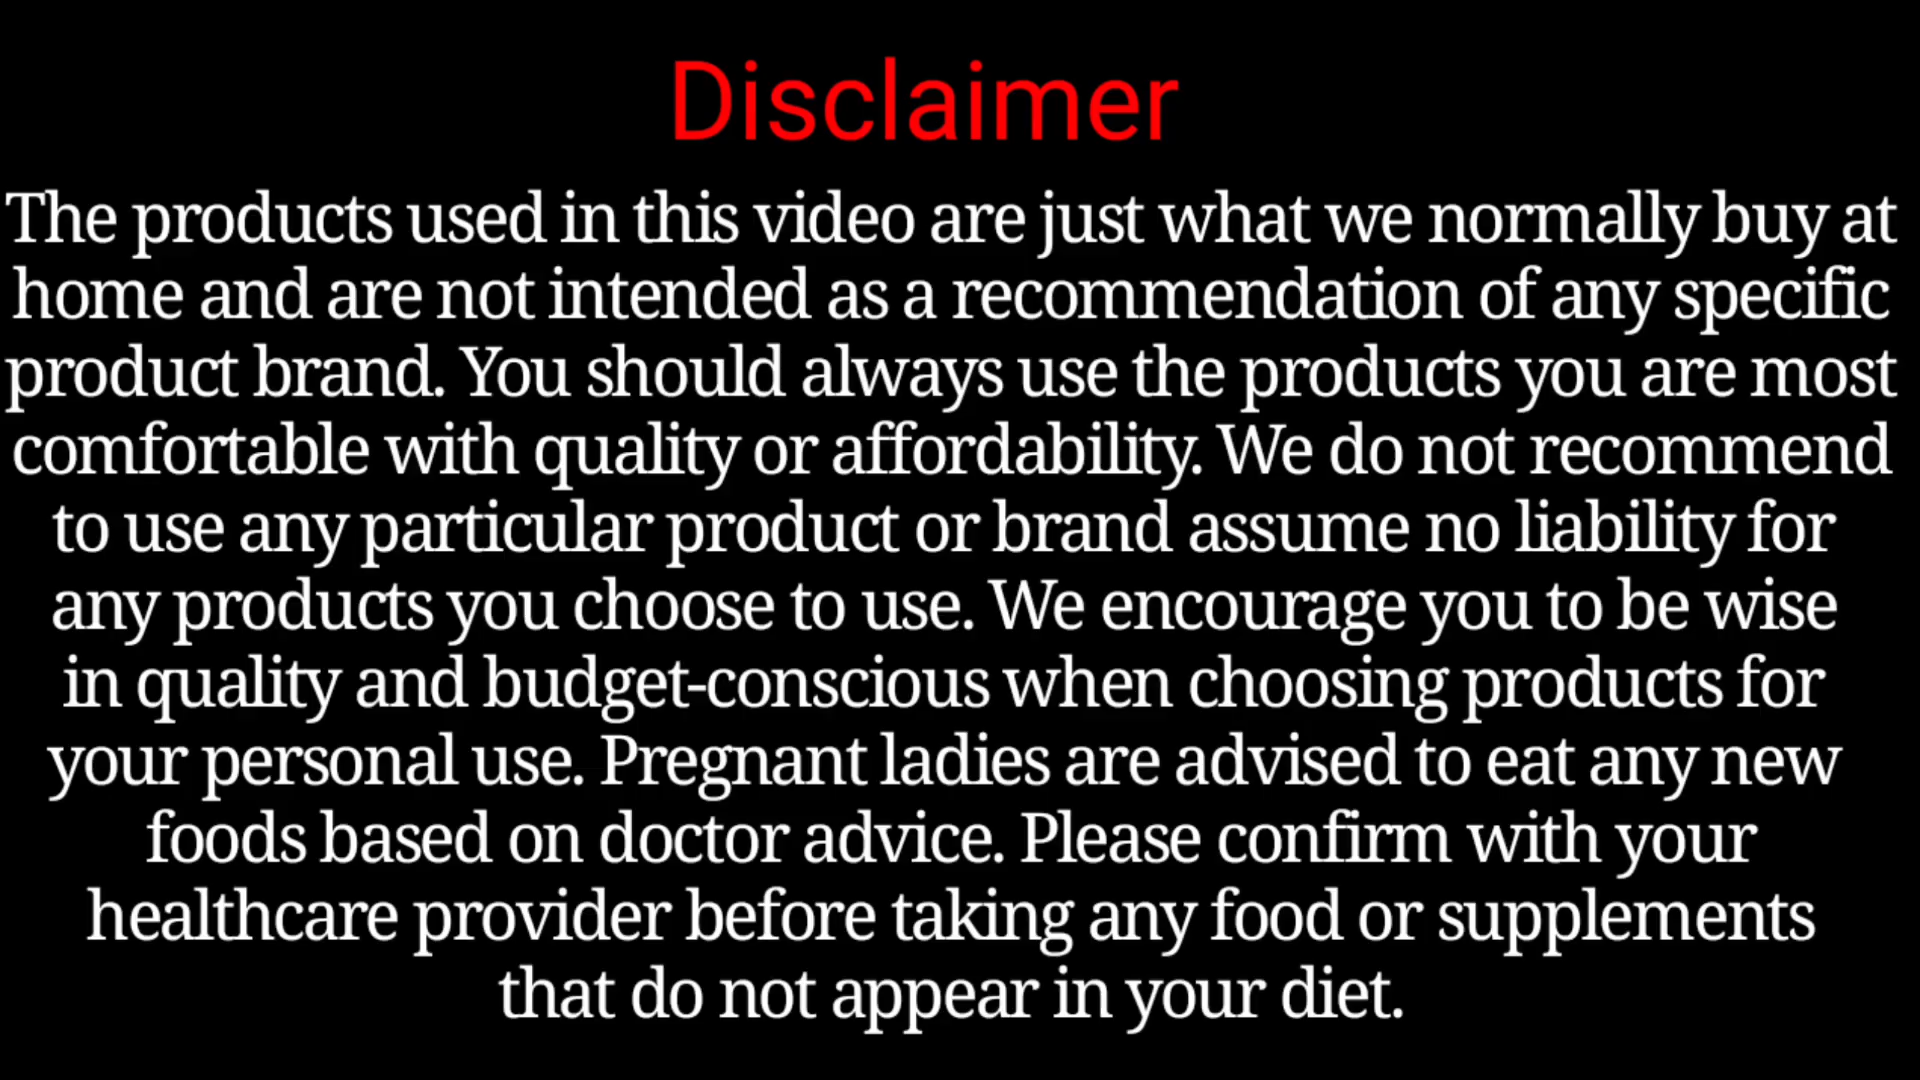 Disclaimer
The products used in this video are just what we normally buy at
home and are not intended as a recommendation of any specific
product brand. You should always use the products you are most
comfortable with quality or affordability. We do not recommend
to use any particular product or brand assume no liability for
any products you choose to use. We encourage you to be wise
in quality and budget-conscious when choosing products for
your personal use. Pregnant ladies are advised to eat any new
foods based on doctor advice. Please confirm with your
healthcare provider before taking any food or supplements
that do not appear in your diet.